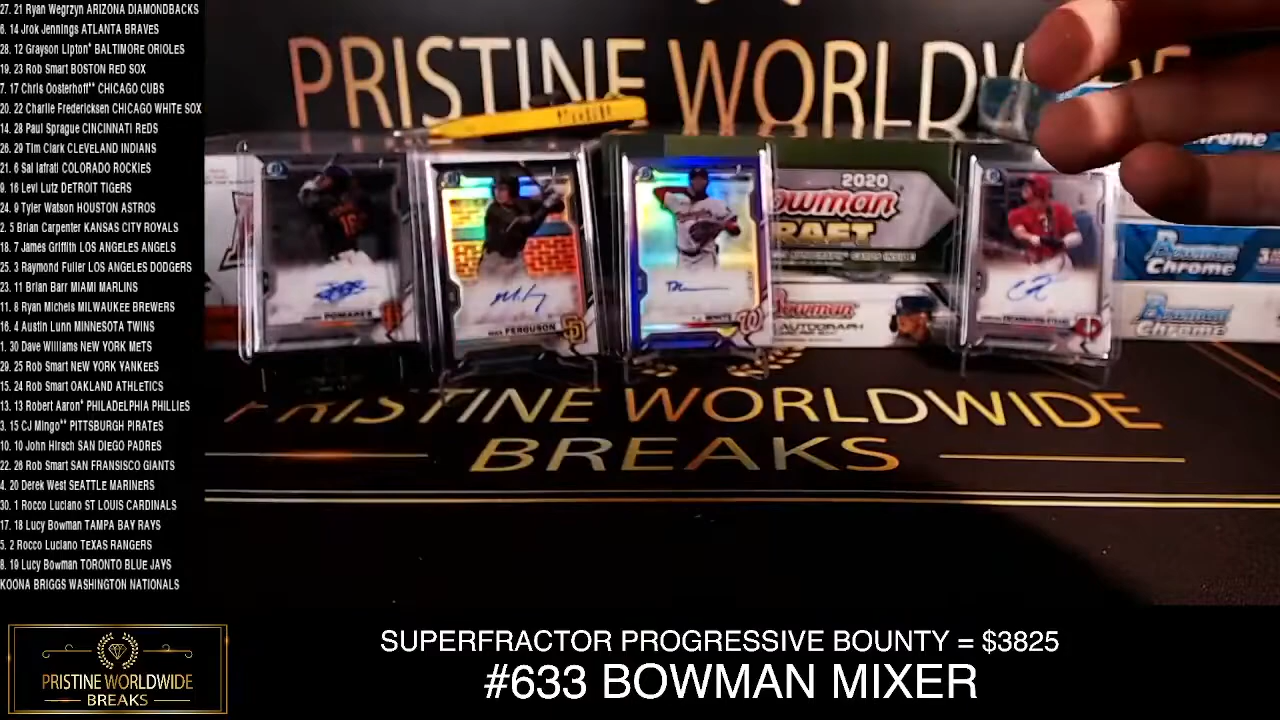 27. 21 Ryan Wegrzyn ARIZONA DIAMONDBACKS
6. 14 Jrok Jennings ATLANTA BRAVES
28. 12 Grayson Lipton* BALTIMORE ORIOLES
19. 23 Rob Smart BOSTON RED SOX
7. 17 Chris Oosterhoff** CHICAGO CUBS
20. 22 Charlie Fredericksen CHICAGO WHITE SOX
14. 28 Paul Sprague CINCINNATI REDS
26. 29 Tim Clark CLEVELAND INDIANS
21. 6 Sal Iafrati COLORADO ROCKIES
9. 16 Levi Lutz DETROIT TIGERS
24. 9 Tyler Watson HOUSTON ASTROS
2. 5 Brian Carpenter KANSAS CITY ROYALS
18. 7 James Griffith LOS ANGELES ANGELS
25. 3 Raymond Fuller LOS ANGELES DODGERS
23. 11 Brian Barr MIAMI MARLINS
11. 8 Ryan Michels MILWAUKEE BREWERS
16. 4 Austin Lunn MINNESOTA TWINS
1. 30 Dave Williams NEW YORK METS
29. 25 Rob Smart NEW YORK YANKEES
15. 24 Rob Smart OAKLAND ATHLETICS
13. 13 Robert Aaron* PHILADELPHIA PHILLIES
3. 15 CJ Mingo** PITTSBURGH PIRATES
10. 10 John Hirsch SAN DIEGO PADRES
22. 26 Rob Smart SAN FRANSISCO GIANTS
4. 20 Derek West SEATTLE MARINERS
30. 1 Rocco Luciano ST LOUIS CARDINALS
17. 18 Lucy Bowman TAMPA BAY RAYS
5. 2 Rocco Luciano TEXAS RANGERS
8. 19 Lucy Bowman TORONTO BLUE JAYS
KOONA BRIGGS WASHINGTON NATIONALS
PRISTINE WORLDWIDE
2020
Bowman
DRAFT
Bowman
AUTOGRAPH
Chrome
Bowman
Chrome
Bowman
Chrome
POMARES
FERGUSON
T.J. WHITE
PRISTINE WORLDWIDE
BREAKS
SUPERFRACTOR PROGRESSIVE BOUNTY = $3825
#633 BOWMAN MIXER
PRISTINE WORLDWIDE
BREAKS